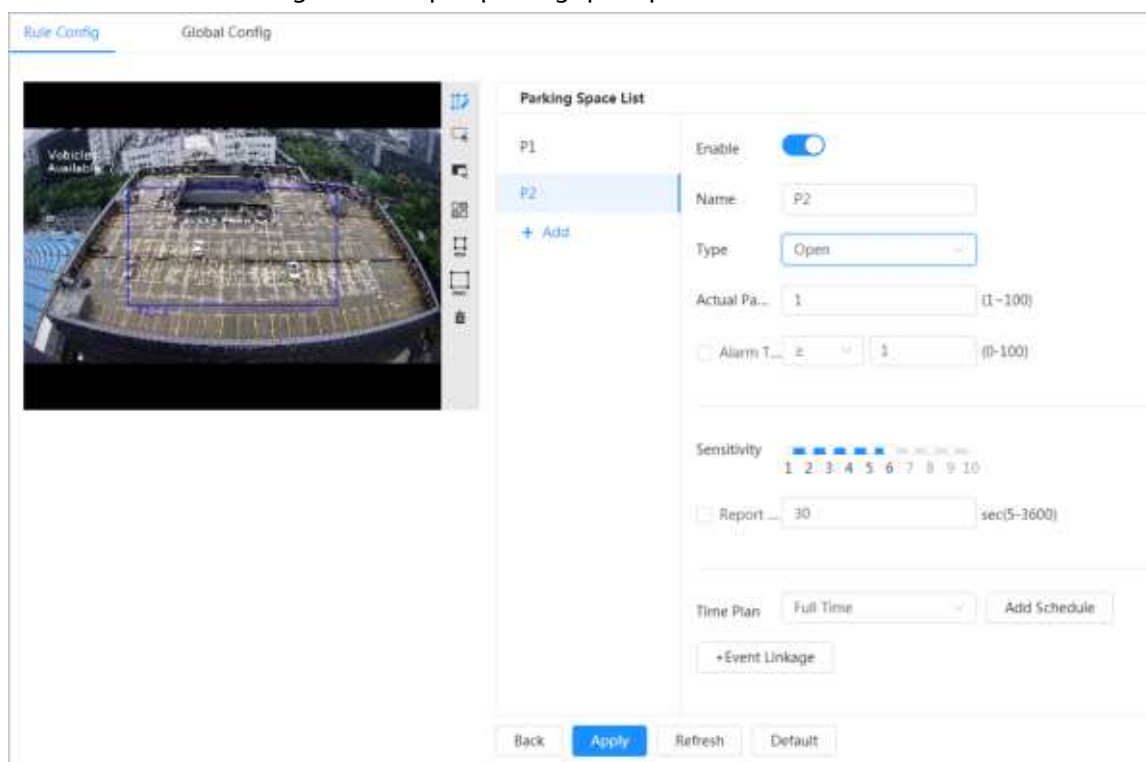 Rule Config Global Config
Vehicles
Available
Parking Space List
P1
P2
+ Add
Enable
Name P2
Type Open
Actual Pa... 1 (1~100)
Alarm T... ≥ 1 (0-100)
Sensitivity
1 2 3 4 5 6 7 8 9 10
Report ... 30 sec(5-3600)
Time Plan Full Time Add Schedule
+Event Linkage
Back Apply Refresh Default